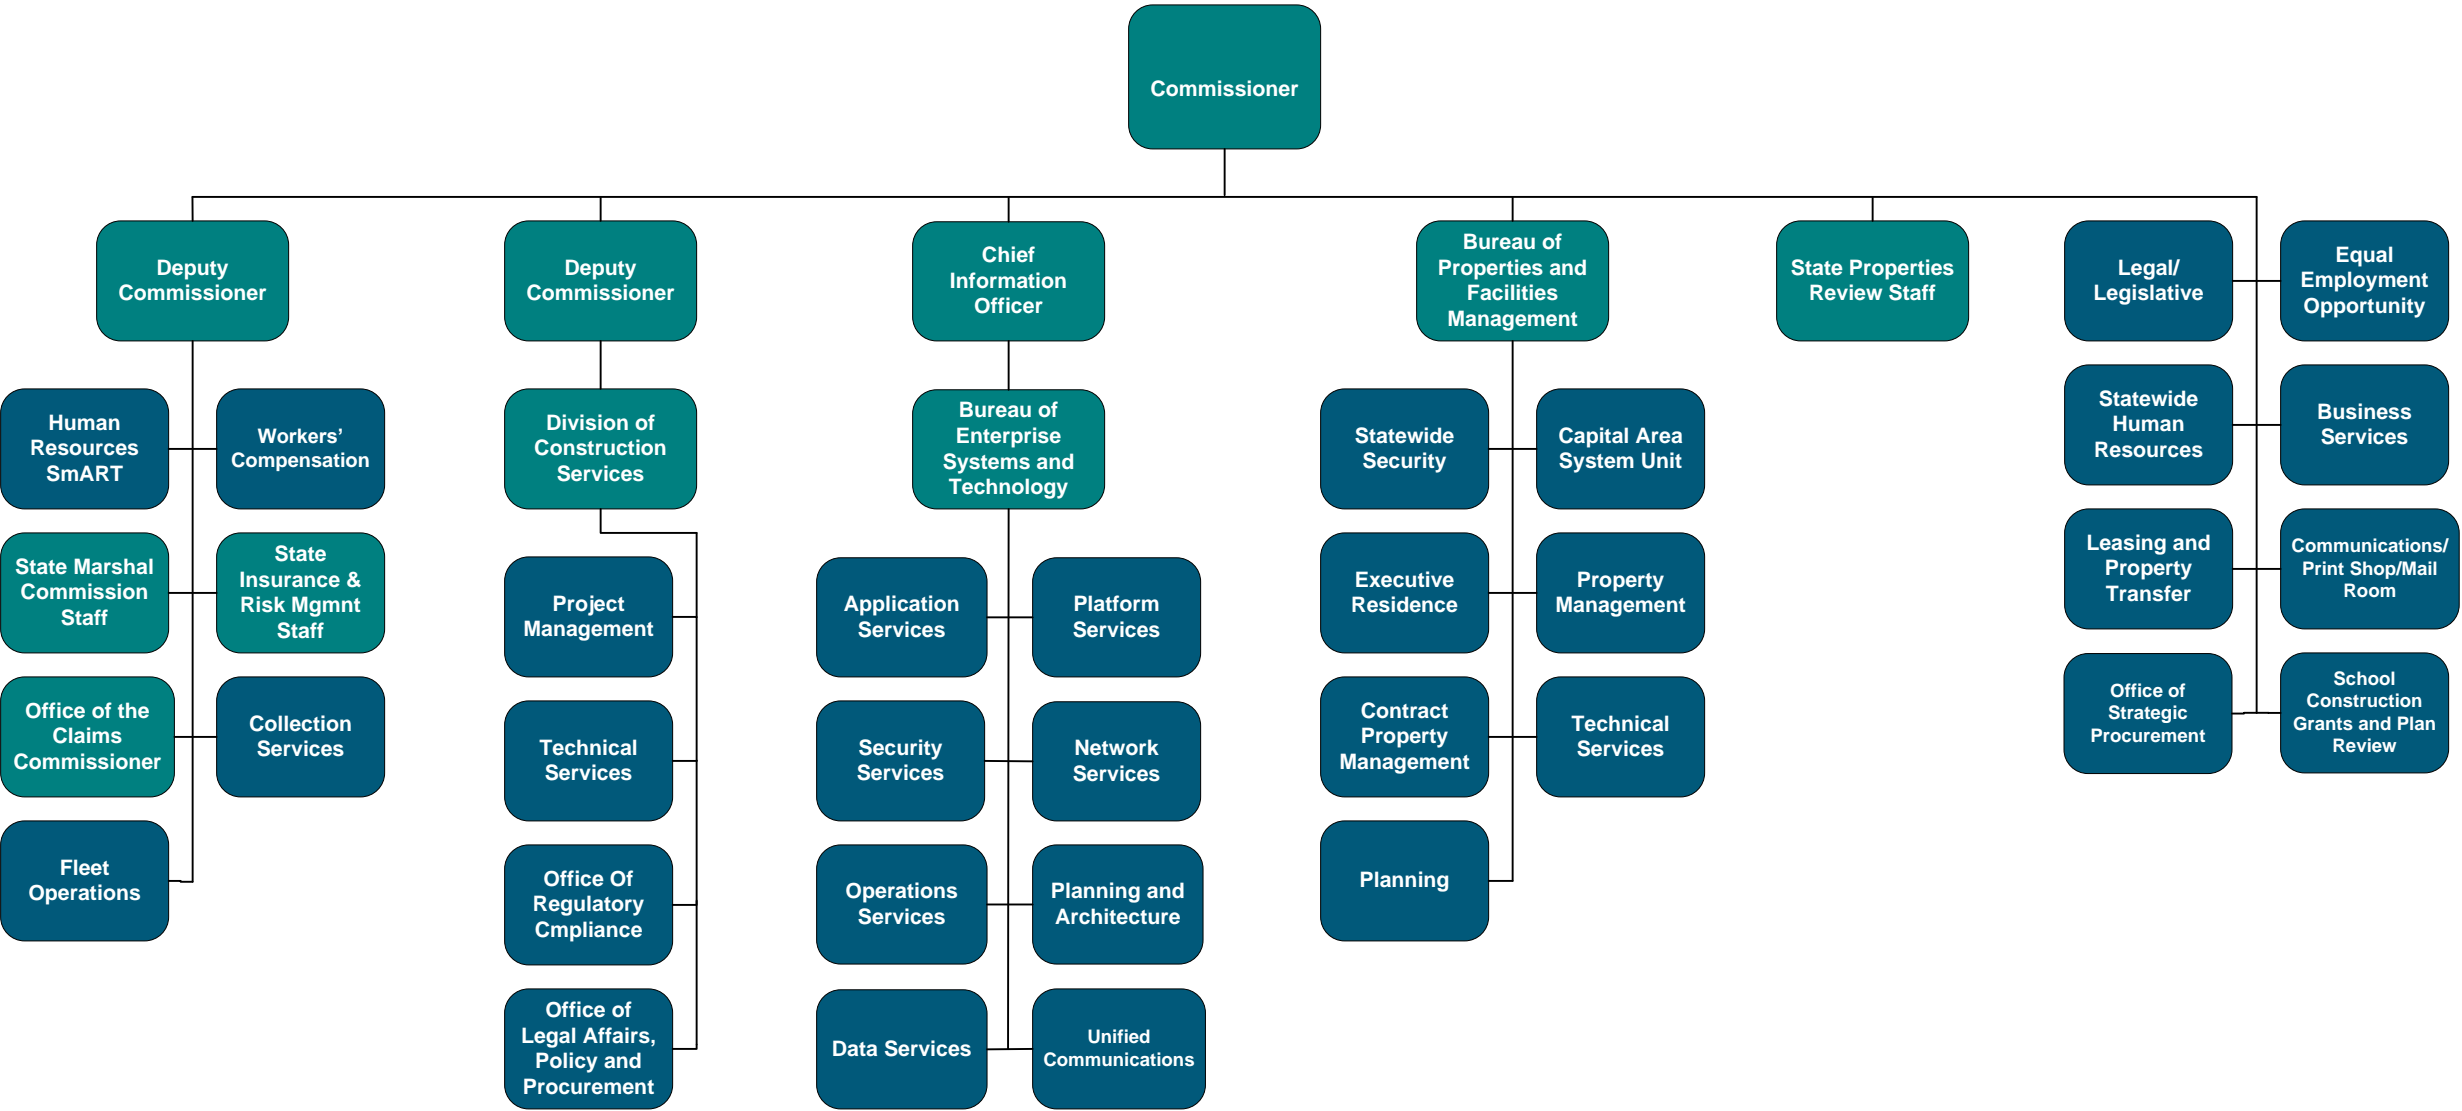 Commissioner
Deputy
Commissioner
Deputy
Commissioner
Chief
Information
Officer
Bureau of
Properties and
Facilities
Management
State Properties
Review Staff
Legal/
Legislative
Equal
Employment
Opportunity
Human
Resources
SmART
Workers’
Compensation
State Marshal
Commission
Staff
State
Insurance &
Risk Mgmnt
Staff
Office of the
Claims
Commissioner
Collection
Services
Fleet
Operations
Division of
Construction
Services
Project
Management
Technical
Services
Office Of
Regulatory
Cmpliance
Office of
Legal Affairs,
Policy and
Procurement
Bureau of
Enterprise
Systems and
Technology
Application
Services
Platform
Services
Security
Services
Network
Services
Operations
Services
Planning and
Architecture
Data Services
Unified
Communications
Statewide
Security
Capital Area
System Unit
Executive
Residence
Property
Management
Contract
Property
Management
Technical
Services
Planning
Statewide
Human
Resources
Business
Services
Leasing and
Property
Transfer
Communications/
Print Shop/Mail
Room
Office of
Strategic
Procurement
School
Construction
Grants and Plan
Review